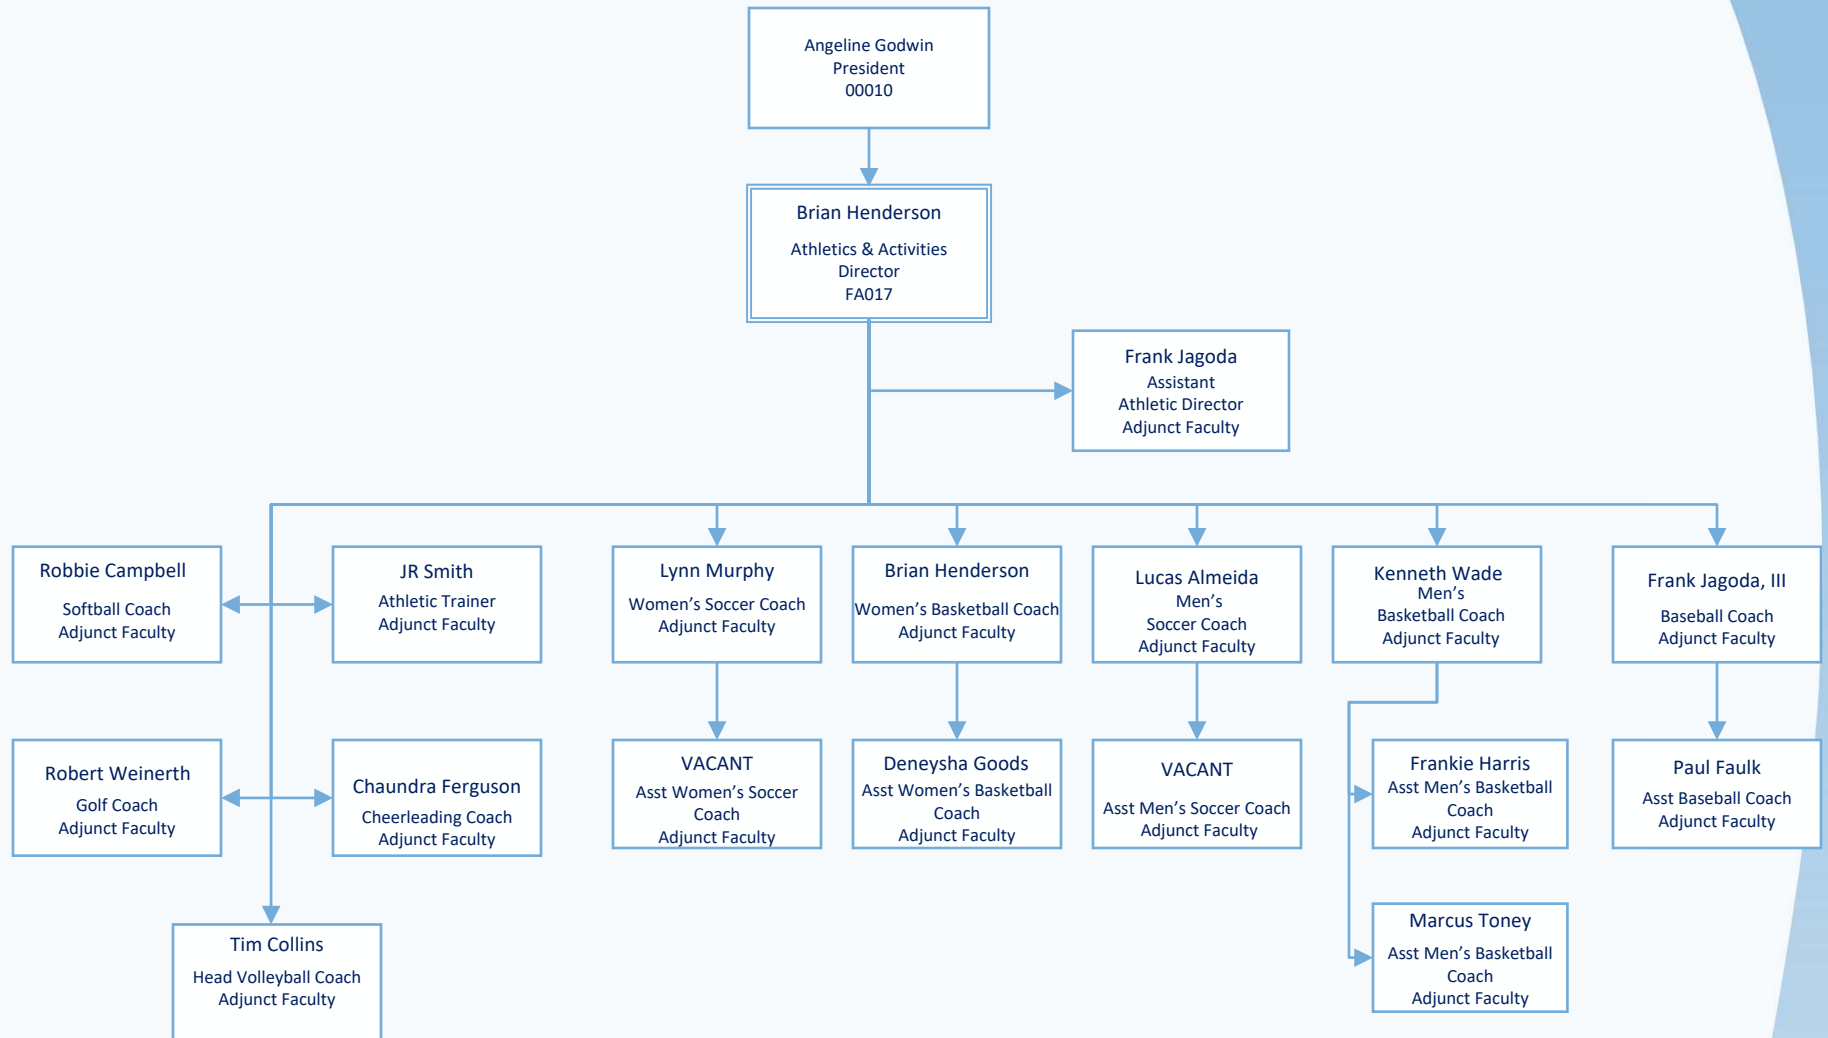 Angeline Godwin
President
00010
Brian Henderson
Athletics & Activities
Director
FA017
Frank Jagoda
Assistant
Athletic Director
Adjunct Faculty
Robbie Campbell
Softball Coach
Adjunct Faculty
JR Smith
Athletic Trainer
Adjunct Faculty
Lynn Murphy
Women’s Soccer Coach
Adjunct Faculty
Brian Henderson
Women’s Basketball Coach
Adjunct Faculty
Lucas Almeida
Men’s
Soccer Coach
Adjunct Faculty
Kenneth Wade
Men’s
Basketball Coach
Adjunct Faculty
Frank Jagoda, III
Baseball Coach
Adjunct Faculty
Robert Weinerth
Golf Coach
Adjunct Faculty
Chaundra Ferguson
Cheerleading Coach
Adjunct Faculty
VACANT
Asst Women’s Soccer
Coach
Adjunct Faculty
Deneysha Goods
Asst Women’s Basketball
Coach
Adjunct Faculty
VACANT
Asst Men’s Soccer Coach
Adjunct Faculty
Frankie Harris
Asst Men’s Basketball
Coach
Adjunct Faculty
Paul Faulk
Asst Baseball Coach
Adjunct Faculty
Tim Collins
Head Volleyball Coach
Adjunct Faculty
Marcus Toney
Asst Men’s Basketball
Coach
Adjunct Faculty